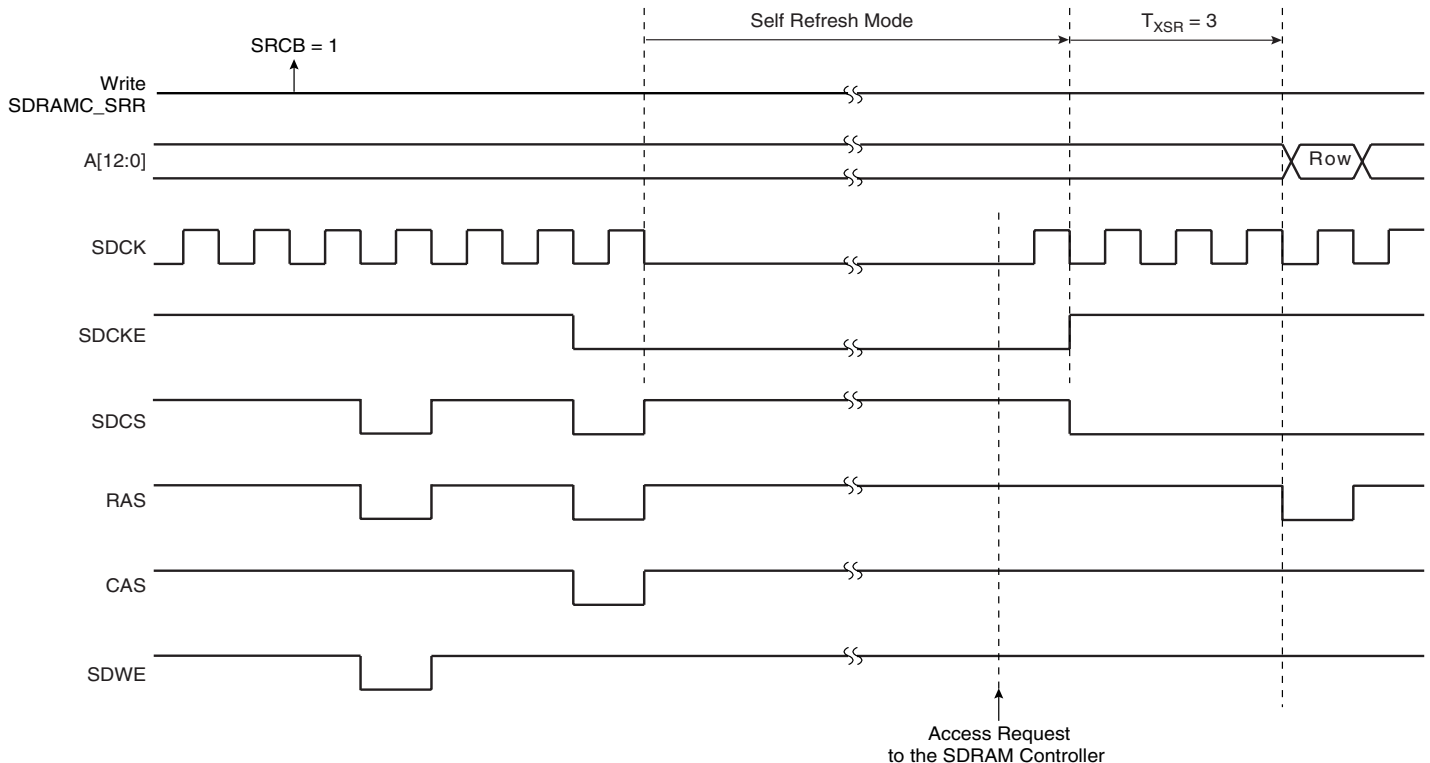 Self Refresh Mode
TXSR = 3
SRCB = 1
Write
SDRAMC_SRR
A[12:0]
Row
SDCK
SDCKE
SDCS
RAS
CAS
SDWE
Access Request
to the SDRAM Controller